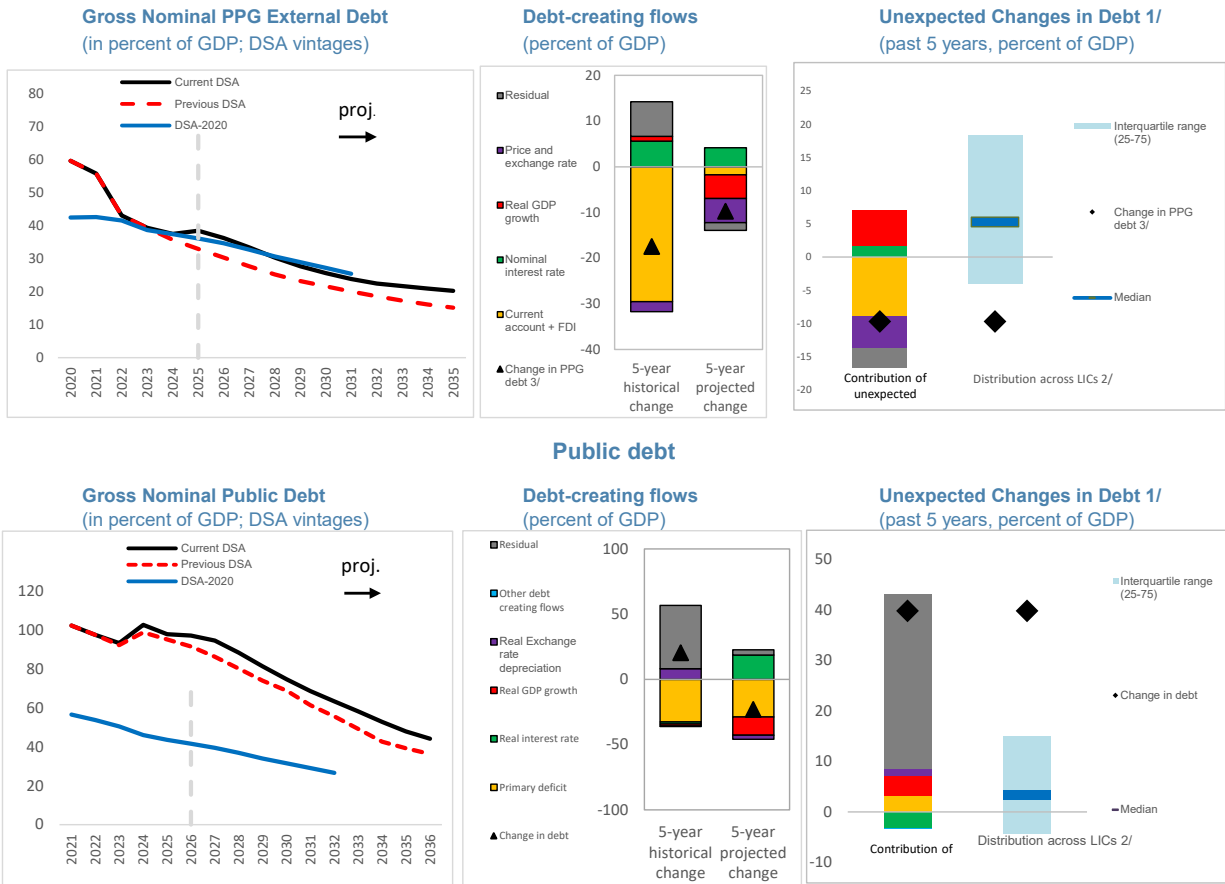 Gross Nominal PPG External Debt
(in percent of GDP; DSA vintages)
Current DSA
Previous DSA
DSA-2020
proj.
80
70
60
50
40
30
20
10
0
2020
2021
2022
2023
2024
2025
2026
2027
2028
2029
2030
2031
2032
2033
2034
2035
Debt-creating flows
(percent of GDP)
Residual
Price and
exchange rate
Real GDP
growth
Nominal
interest rate
Current
account + FDI
Change in PPG
debt 3/
20
10
0
-10
-20
-30
-40
5-year
historical
change
5-year
projected
change
Unexpected Changes in Debt 1/
(past 5 years, percent of GDP)
25
20
15
10
5
0
-5
-10
-15
-20
Contribution of
unexpected
Distribution across LICs 2/
Interquartile range
(25-75)
Change in PPG
debt 3/
Median
Public debt
Gross Nominal Public Debt
(in percent of GDP; DSA vintages)
Current DSA
Previous DSA
DSA-2020
proj.
120
100
80
60
40
20
0
2021
2022
2023
2024
2025
2026
2027
2028
2029
2030
2031
2032
2033
2034
2035
2036
Debt-creating flows
(percent of GDP)
Residual
Other debt
creating flows
Real Exchange
rate
depreciation
Real GDP growth
Real interest rate
Primary deficit
Change in debt
100
50
0
-50
-100
5-year
historical
change
5-year
projected
change
Unexpected Changes in Debt 1/
(past 5 years, percent of GDP)
50
40
30
20
10
0
-10
Contribution of
Distribution across LICs 2/
Interquartile range
(25-75)
Change in debt
Median